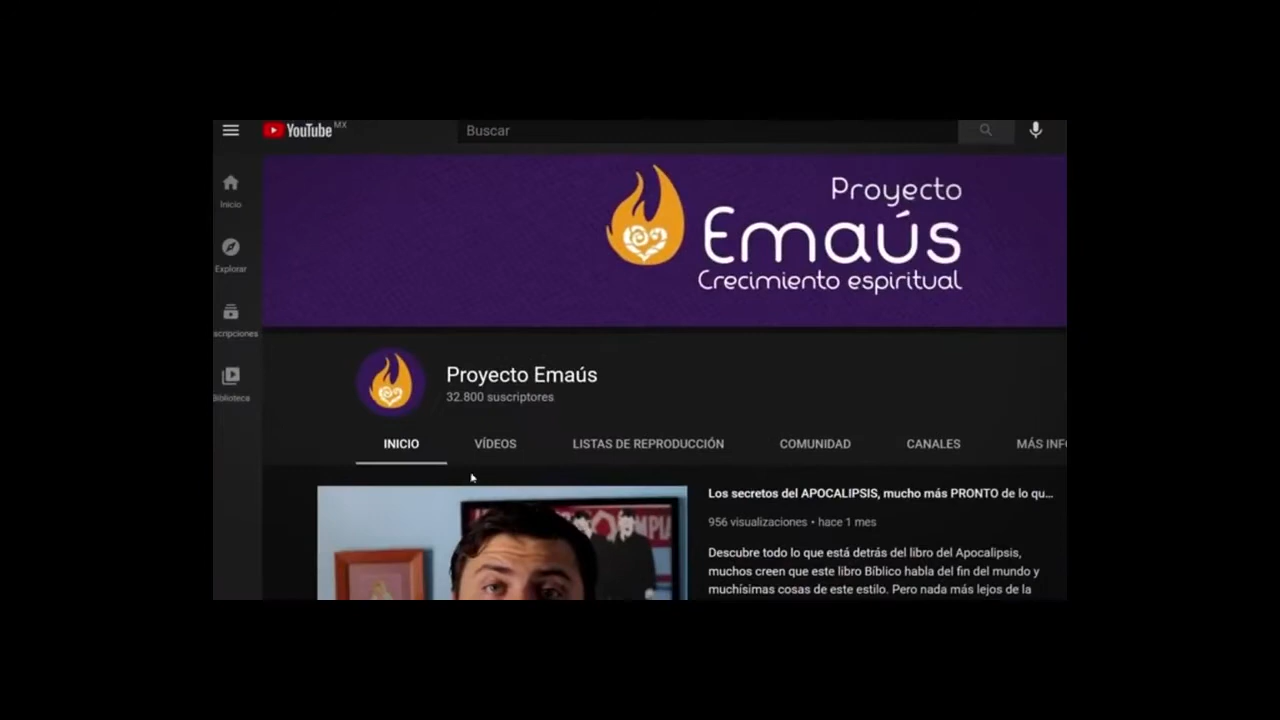 YouTube MX
Buscar
Proyecto
Emaús
Crecimiento espiritual
Inicio
Explorar
scripciones
Biblioteca
Proyecto Emaús
32.800 suscriptores
INICIO VÍDEOS LISTAS DE REPRODUCCIÓN COMUNIDAD CANALES MÁS INF
Los secretos del APOCALIPSIS, mucho más PRONTO de lo qu...
956 visualizaciones • hace 1 mes
Descubre todo lo que está detrás del libro del Apocalipsis,
muchos creen que este libro Bíblico habla del fin del mundo y
muchísimas cosas de este estilo. Pero nada más lejos de la